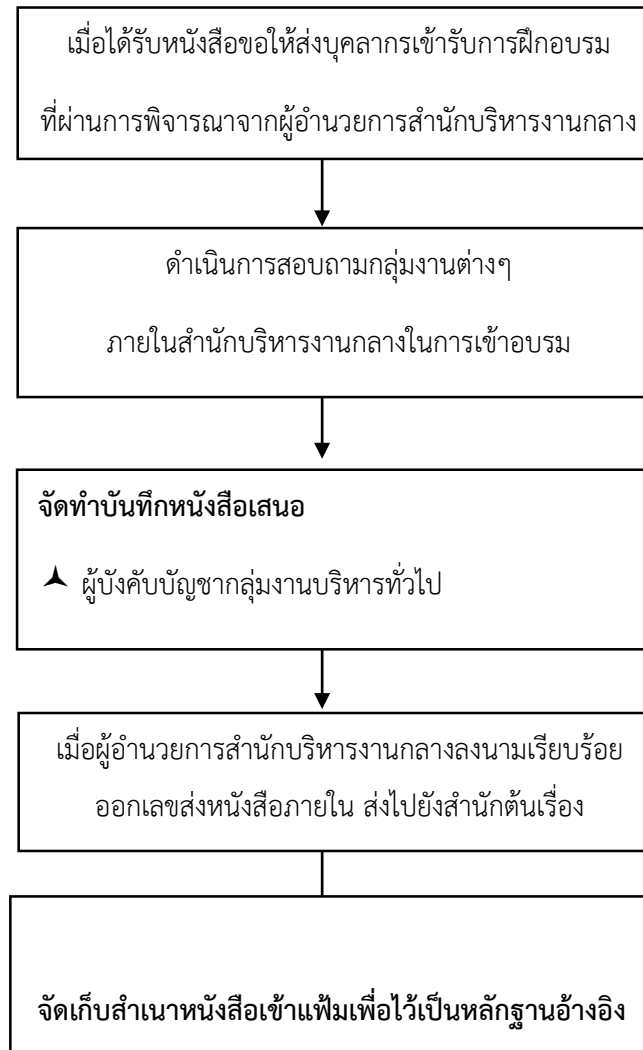 เมื่อได้รับหนังสือขอให้ส่งบุคลากรเข้ารับการฝึกอบรม
ที่ผ่านการพิจารณาจากผู้อำนวยการสำนักบริหารงานกลาง
ดำเนินการสอบถามกลุ่มงานต่างๆ
ภายในสำนักบริหารงานกลางในการเข้าอบรม
จัดทำบันทึกหนังสือเสนอ
ผู้บังคับบัญชากลุ่มงานบริหารทั่วไป
เมื่อผู้อำนวยการสำนักบริหารงานกลางลงนามเรียบร้อย
ออกเลขส่งหนังสือภายใน ส่งไปยังสำนักต้นเรื่อง
จัดเก็บสำเนาหนังสือเข้าแฟ้มเพื่อไว้เป็นหลักฐานอ้างอิง